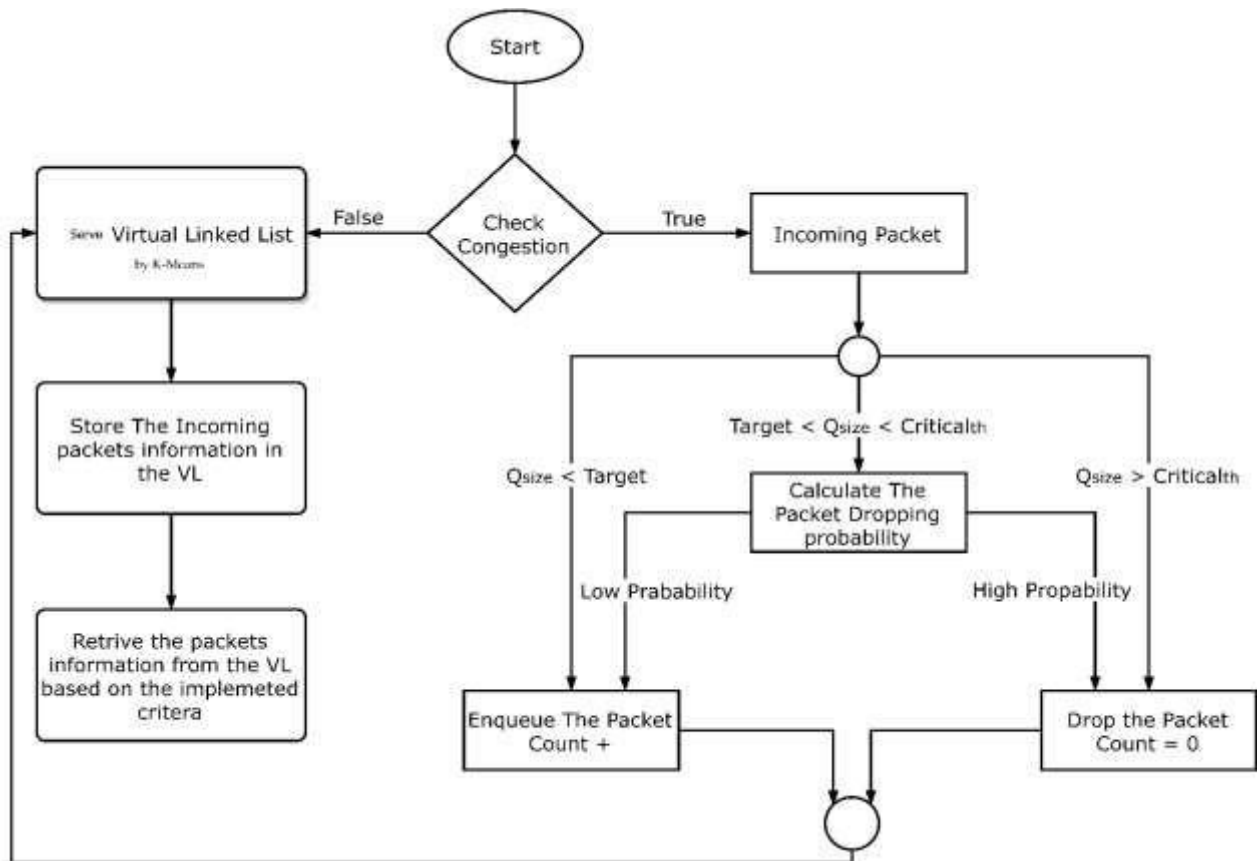 Start
Check
Congestion
False
True
Serve Virtual Linked List
by K-Means
Incoming Packet
Store The Incoming
packets information in
the VL
Target < Qsize < Criticalth
Qsize < Target
Qsize > Criticalth
Calculate The
Packet Dropping
probability
Low Prabability
High Propability
Retrive the packets
information from the VL
based on the implemeted
critera
Enqueue The Packet
Count +
Drop the Packet
Count = 0